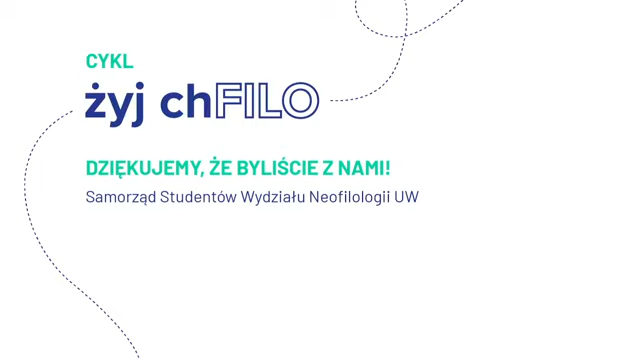 CYKL
żyj chFILO
DZIĘKUJEMY, ŻE BYLIŚCIE Z NAMI!
Samorząd Studentów Wydziału Neofilologii UW